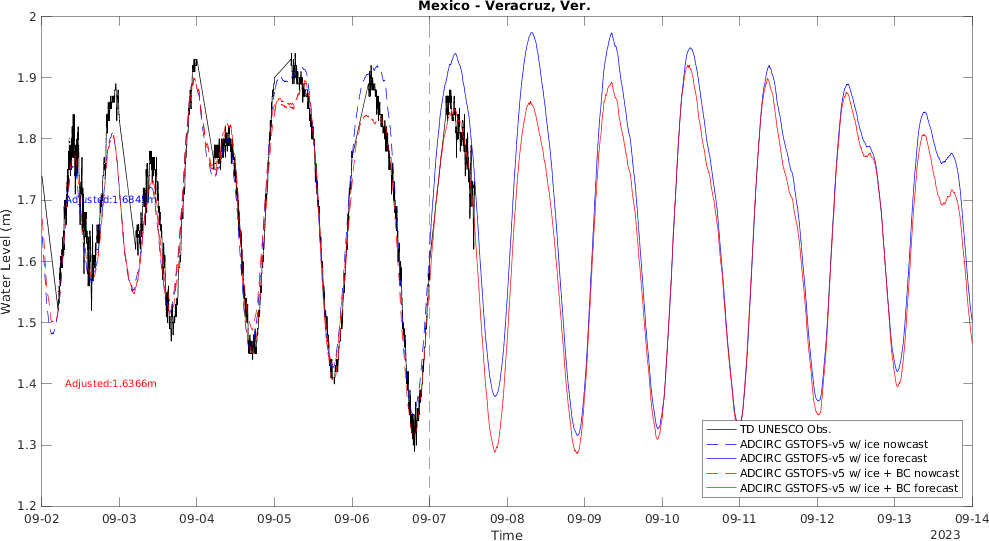 Mexico - Veracruz, Ver.
2
1.9
1.8
1.7
1.6
1.5
1.4
1.3
1.2
Water Level (m)
Adjusted:1.6845m
Adjusted:1.6366m
TD UNESCO Obs.
ADCIRC GSTOFS-v5 w/ ice nowcast
ADCIRC GSTOFS-v5 w/ ice forecast
ADCIRC GSTOFS-v5 w/ ice + BC nowcast
ADCIRC GSTOFS-v5 w/ ice + BC forecast
09-02 09-03 09-04 09-05 09-06 09-07 09-08 09-09 09-10 09-11 09-12 09-13 09-14
Time
2023